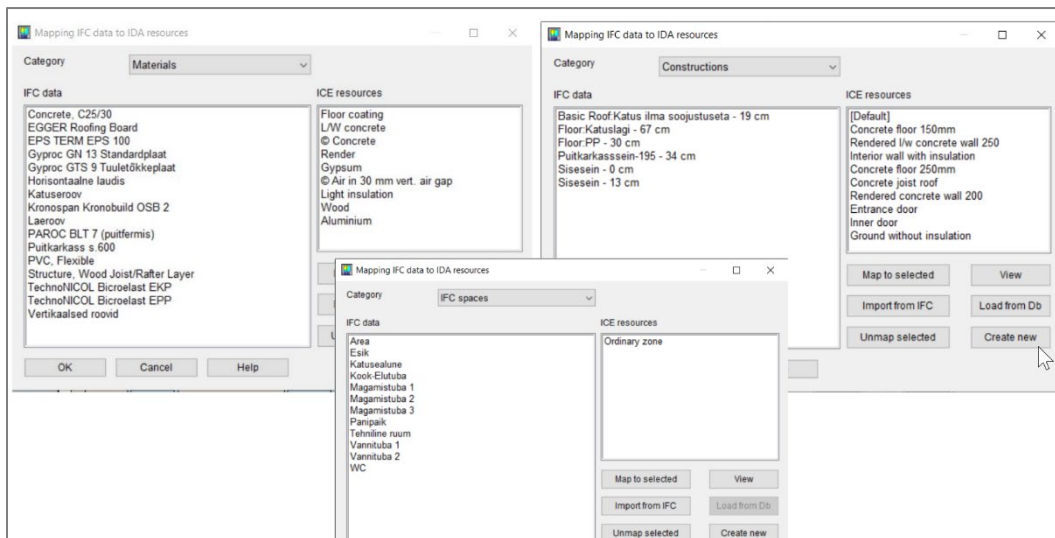 Mapping IFC data to IDA resources
Category
Materials
IFC data
ICE resources
Concrete, C25/30
EGGER Roofing Board
EPS TERM EPS 100
Gyproc GN 13 Standardplaat
Gyproc GTS 9 Tuuletõkkeplaat
Horisontaalne laudis
Katuseroov
Kronospan Kronobuild OSB 2
Laeroov
PAROC BLT 7 (puitfermis)
Puitkarkass s.600
PVC, Flexible
Structure, Wood Joist/Rafter Layer
TechnoNICOL Bicroelast EKP
TechnoNICOL Bicroelast EPP
Vertikaalsed roovid
Floor coating
L/W concrete
© Concrete
Render
Gypsum
© Air in 30 mm vert. air gap
Light insulation
Wood
Aluminium
OK
Cancel
Help
Mapping IFC data to IDA resources
Category
Constructions
IFC data
ICE resources
Basic Roof:Katus ilma soojustuseta - 19 cm
Floor:Katuslagi - 67 cm
Floor:PP - 30 cm
Puitkarkasssein-195 - 34 cm
Sisesein - 0 cm
Sisesein - 13 cm
[Default]
Concrete floor 150mm
Rendered l/w concrete wall 250
Interior wall with insulation
Concrete floor 250mm
Concrete joist roof
Rendered concrete wall 200
Entrance door
Inner door
Ground without insulation
Map to selected
View
Import from IFC
Load from Db
Unmap selected
Create new
Mapping IFC data to IDA resources
Category
IFC spaces
IFC data
ICE resources
Area
Esik
Katusealune
Kook-Elutuba
Magamistuba 1
Magamistuba 2
Magamistuba 3
Panipaik
Tehniline ruum
Vannituba 1
Vannituba 2
WC
Ordinary zone
Map to selected
View
Import from IFC
Load from Db
Unmap selected
Create new